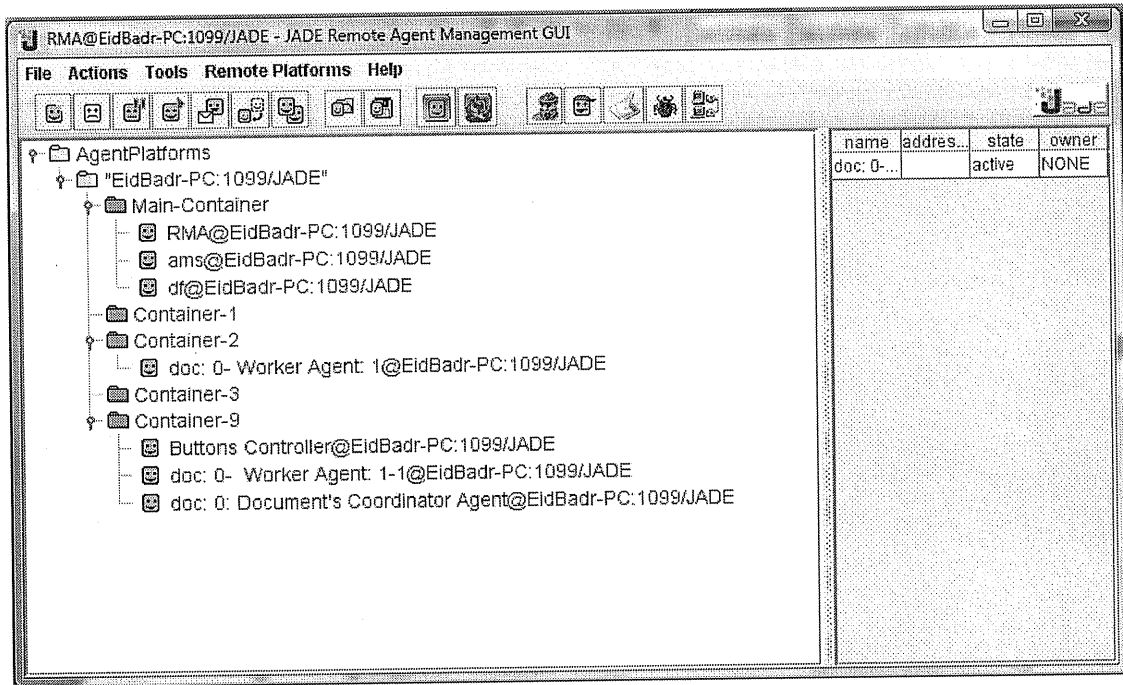 RMA@EidBadr-PC:1099/JADE - JADE Remote Agent Management GUI
File Actions Tools Remote Platforms Help
Jade
AgentPlatforms
"EidBadr-PC:1099/JADE"
Main-Container
RMA@EidBadr-PC:1099/JADE
ams@EidBadr-PC:1099/JADE
df@EidBadr-PC:1099/JADE
Container-1
Container-2
doc: 0- Worker Agent: 1@EidBadr-PC:1099/JADE
Container-3
Container-9
Buttons Controller@EidBadr-PC:1099/JADE
doc: 0- Worker Agent: 1-1@EidBadr-PC:1099/JADE
doc: 0: Document's Coordinator Agent@EidBadr-PC:1099/JADE
name addres... state owner
doc: 0-... active NONE